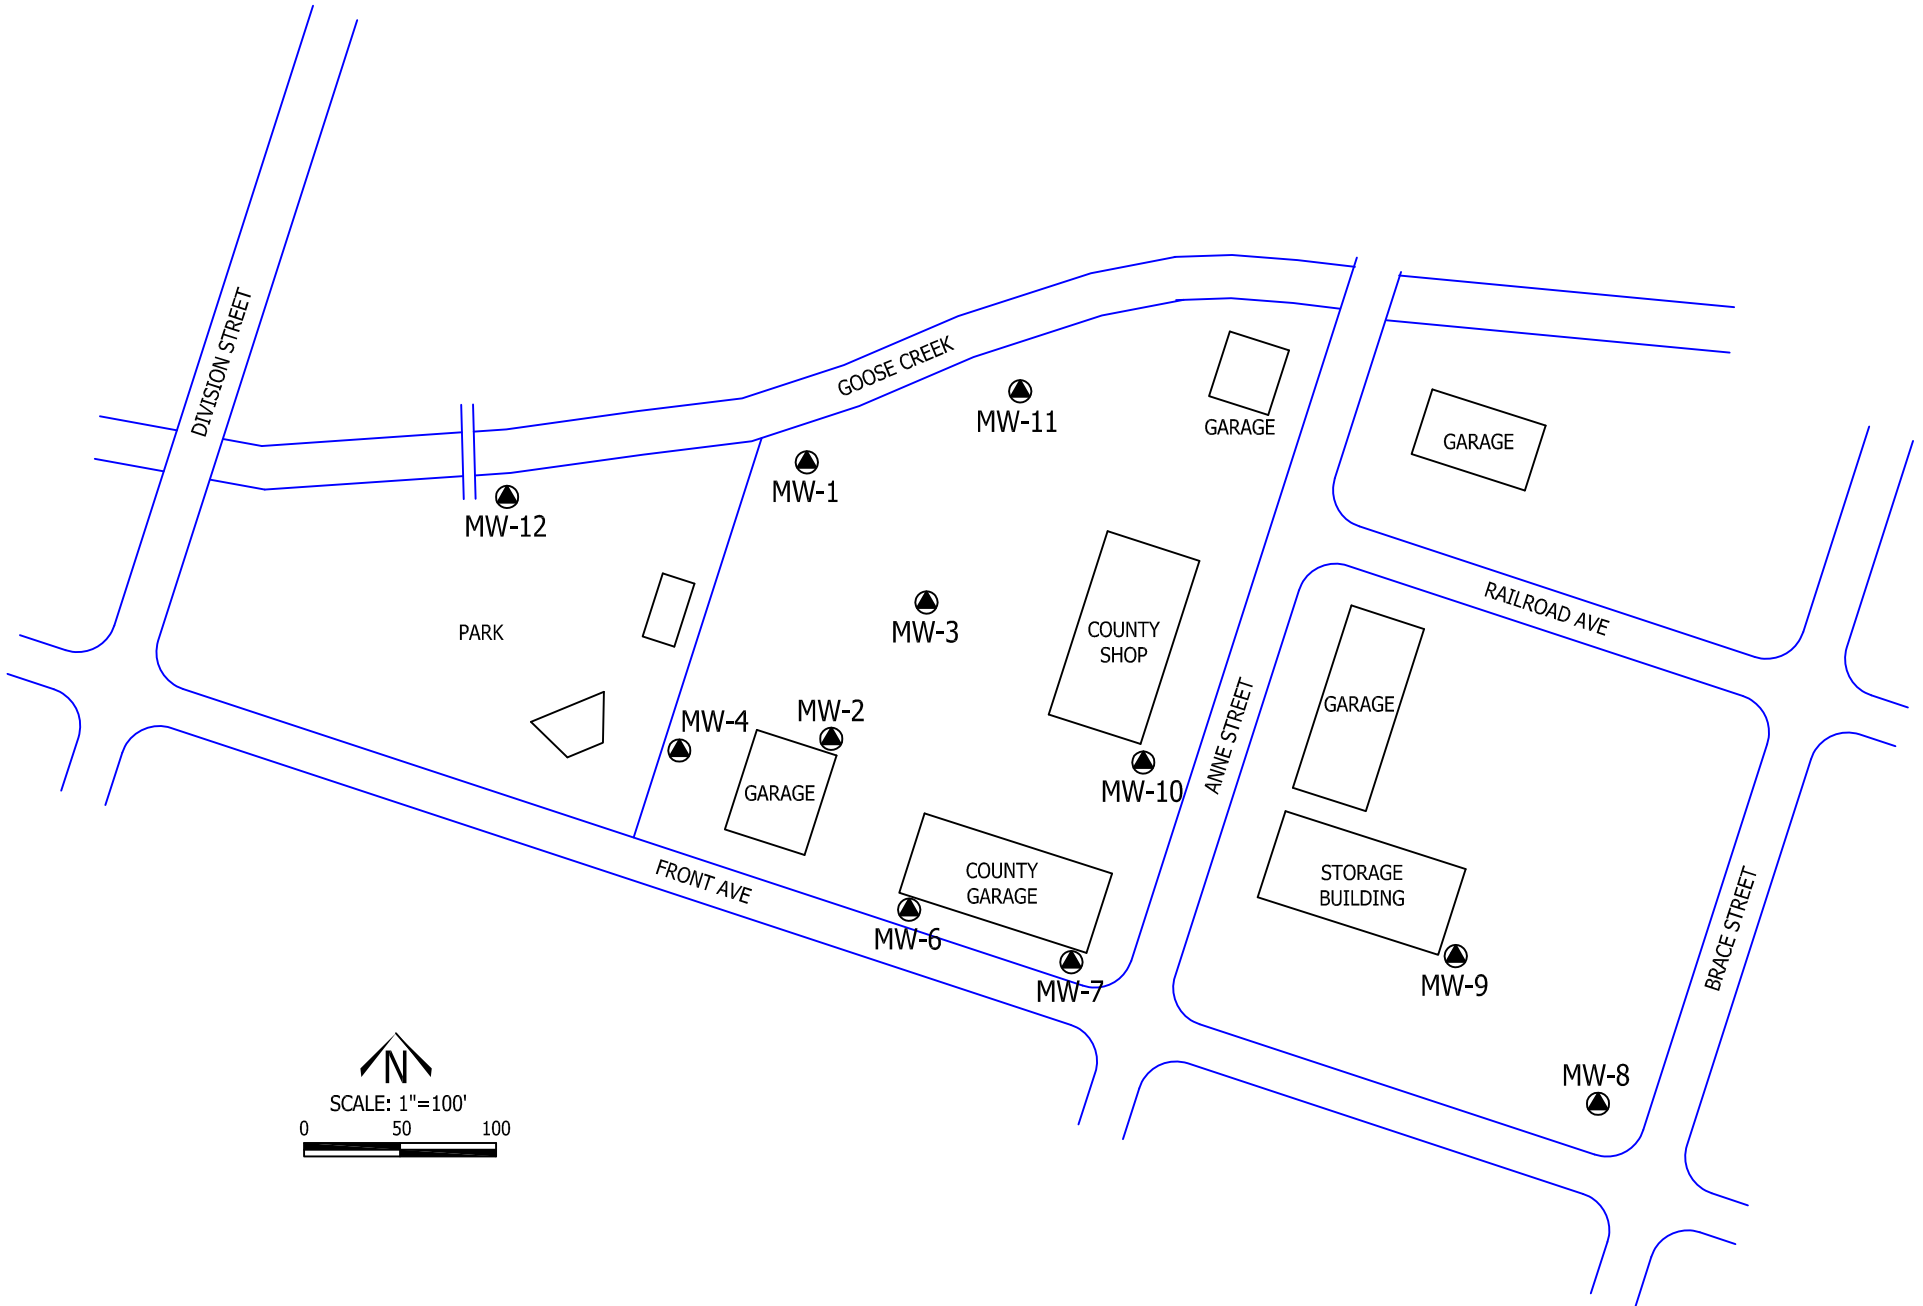 DIVISION STREET
GOOSE CREEK
MW-11
GARAGE
GARAGE
MW-1
MW-12
PARK
MW-3
COUNTY
SHOP
RAILROAD AVE
MW-4
MW-2
GARAGE
MW-10
ANNE STREET
GARAGE
FRONT AVE
COUNTY
GARAGE
STORAGE
BUILDING
MW-6
MW-7
MW-9
BRACE STREET
MW-8
N
SCALE: 1"=100'
0 50 100